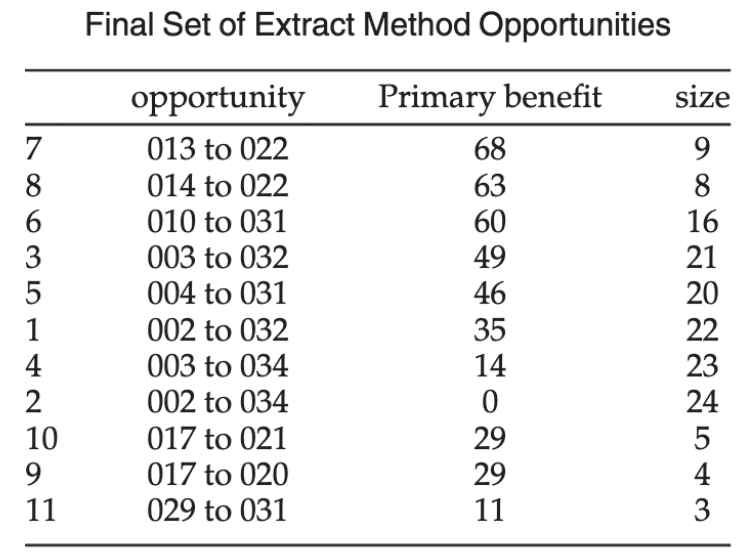 Final Set of Extract Method Opportunities
opportunity Primary benefit size
7 013 to 022 68 9
8 014 to 022 63 8
6 010 to 031 60 16
3 003 to 032 49 21
5 004 to 031 46 20
1 002 to 032 35 22
4 003 to 034 14 23
2 002 to 034 0 24
10 017 to 021 29 5
9 017 to 020 29 4
11 029 to 031 11 3